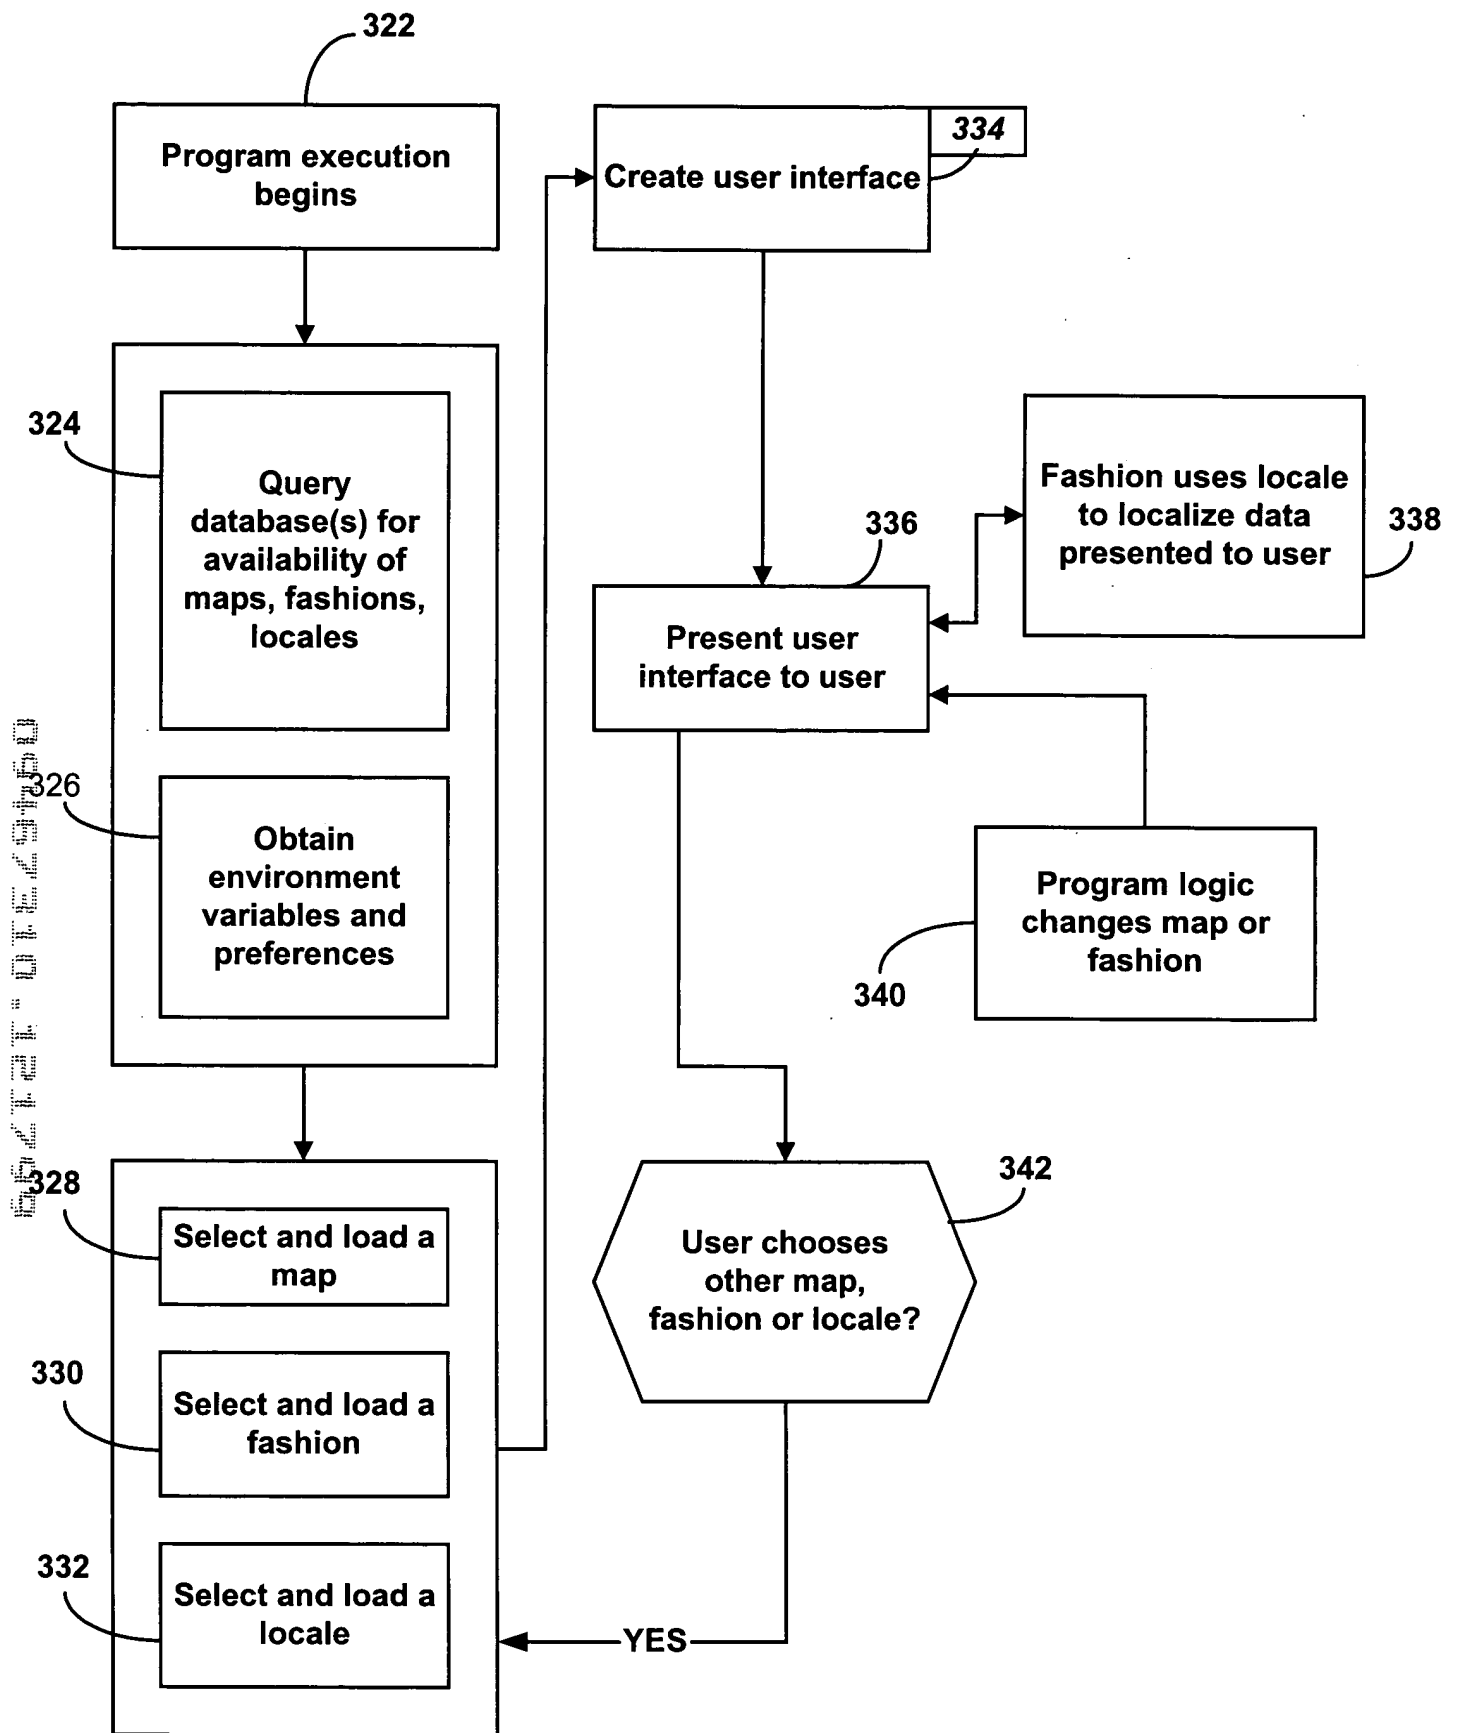 322
Program execution
begins
334
Create user interface
324
Query
database(s) for
availability of
maps, fashions,
locales
Fashion uses locale
to localize data
presented to user
338
336
Present user
interface to user
326
Obtain
environment
variables and
preferences
Program logic
changes map or
fashion
340
328
Select and load a
map
342
User chooses
other map,
fashion or locale?
330
Select and load a
fashion
332
Select and load a
locale
YES